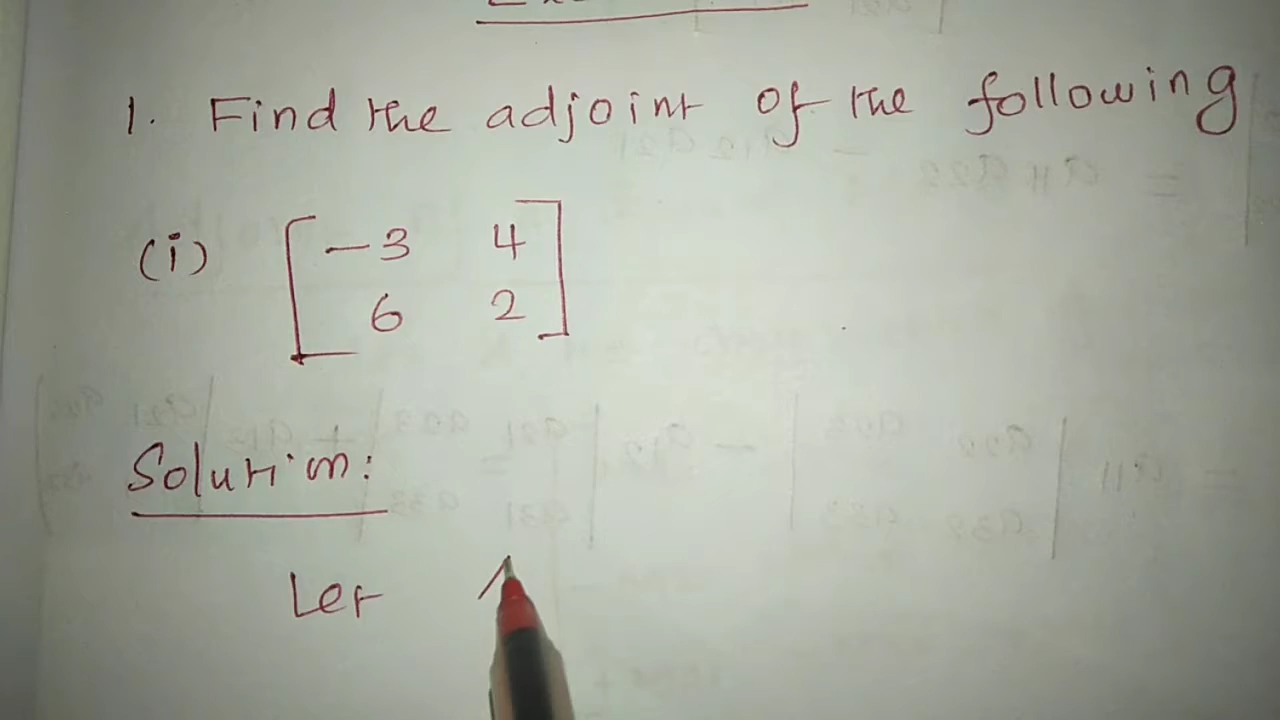 1. Find the adjoint of the following
(i) [ -3 4
6 2 ]
Solution:
Let